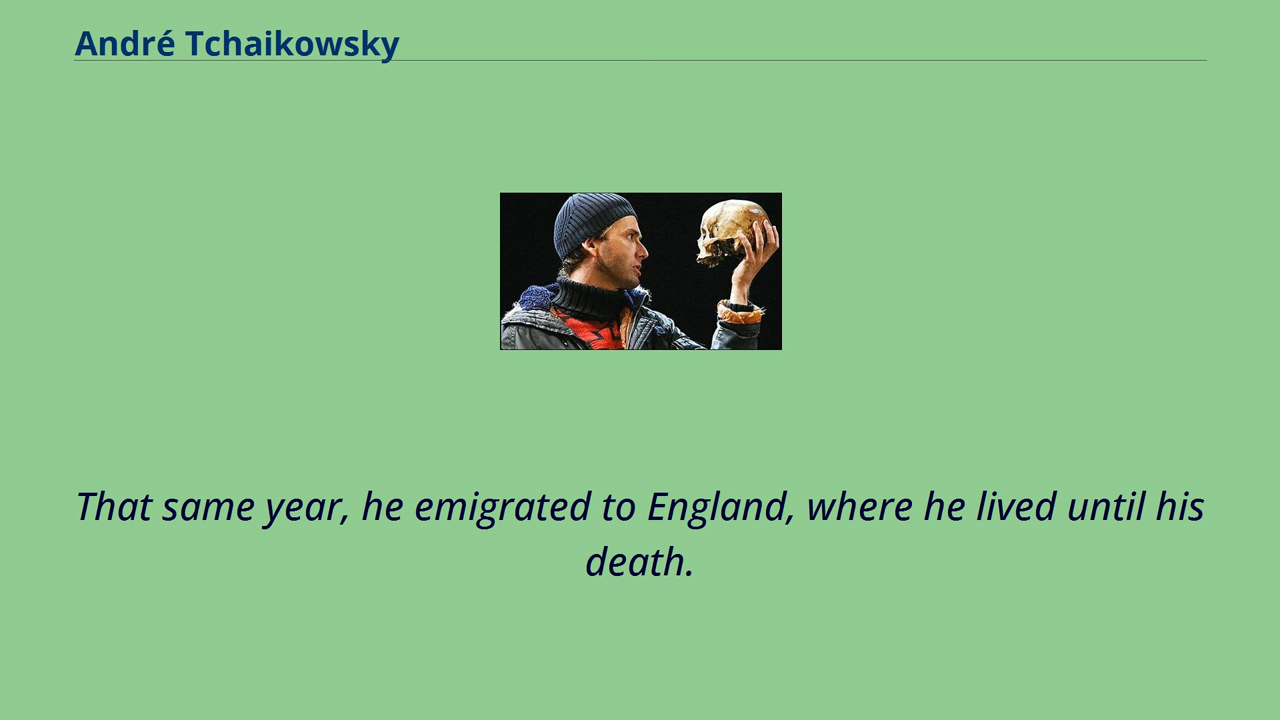 André Tchaikowsky
That same year, he emigrated to England, where he lived until his
death.